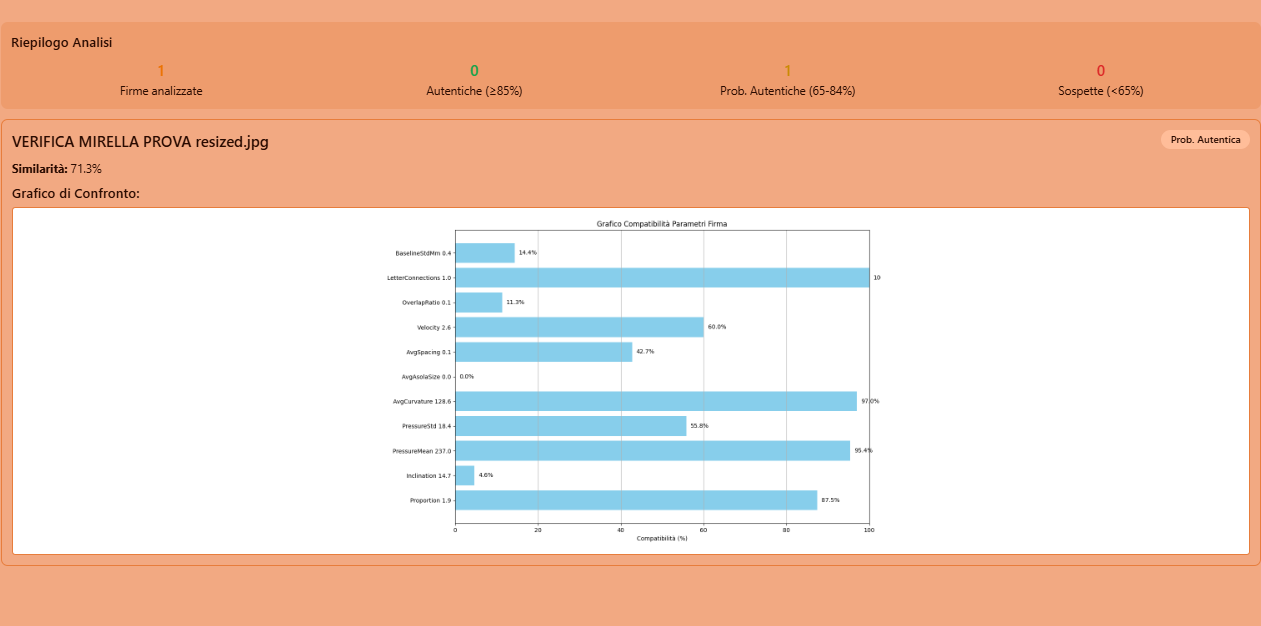 Riepilogo Analisi
1 0 1 0
Firme analizzate Autentiche (≥85%) Prob. Autentiche (65-84%) Sospette (<65%)
VERIFICA MIRELLA PROVA resized.jpg Prob. Autentica
Similarità: 71.3%
Grafico di Confronto:
Grafico Compatibilità Parametri Firma
BaselineStdMm 0.4 14.4%
LetterConnections 1.0 10
OverlapRatio 0.1 11.3%
Velocity 2.6 60.0%
AvgSpacing 0.1 42.7%
AvgAsolaSize 0.0 0.0%
AvgCurvature 128.6 97.0%
PressureStd 18.4 55.8%
PressureMean 237.0 95.4%
Inclination 14.7 4.6%
Proportion 1.9 87.5%
0 20 40 60 80 100
Compatibilità (%)